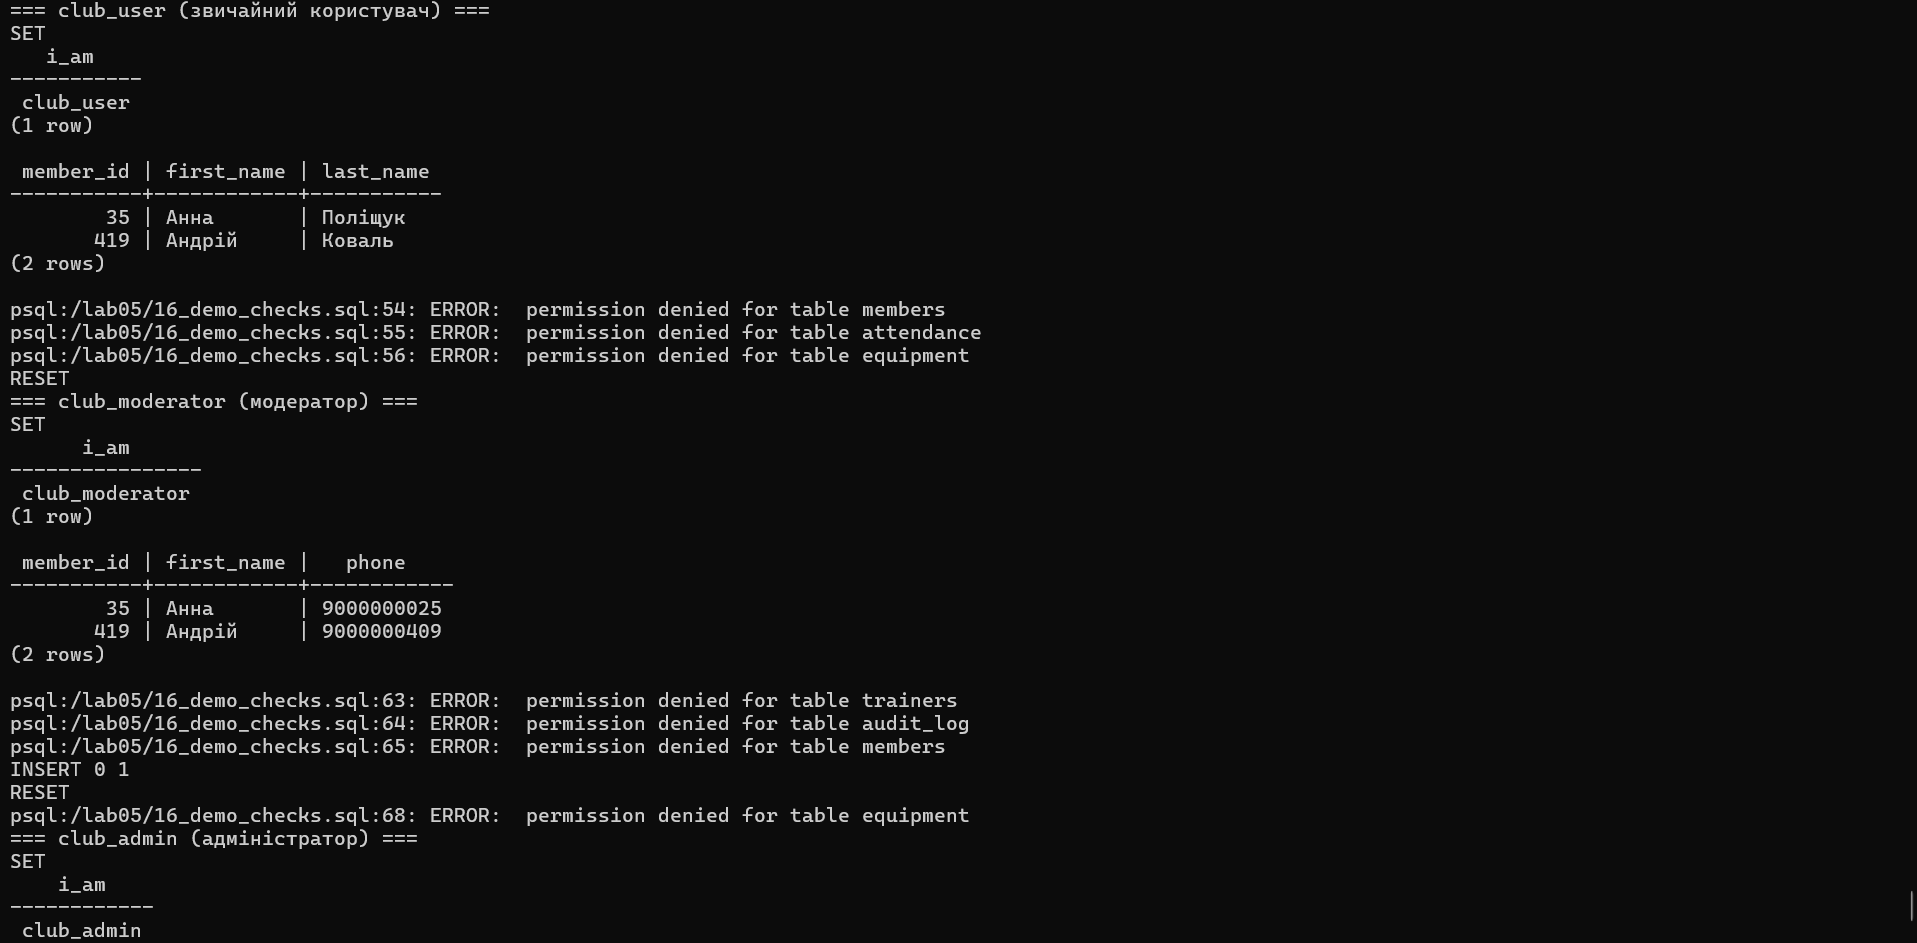 === club_user (звичайний користувач) ===
SET
   i_am
-----------
 club_user
(1 row)

 member_id | first_name | last_name
-----------+------------+-----------
        35 | Анна       | Поліщук
       419 | Андрій     | Коваль
(2 rows)

psql:/lab05/16_demo_checks.sql:54: ERROR:  permission denied for table members
psql:/lab05/16_demo_checks.sql:55: ERROR:  permission denied for table attendance
psql:/lab05/16_demo_checks.sql:56: ERROR:  permission denied for table equipment
RESET
=== club_moderator (модератор) ===
SET
      i_am
----------------
 club_moderator
(1 row)

 member_id | first_name |   phone
-----------+------------+------------
        35 | Анна       | 9000000025
       419 | Андрій     | 9000000409
(2 rows)

psql:/lab05/16_demo_checks.sql:63: ERROR:  permission denied for table trainers
psql:/lab05/16_demo_checks.sql:64: ERROR:  permission denied for table audit_log
psql:/lab05/16_demo_checks.sql:65: ERROR:  permission denied for table members
INSERT 0 1
RESET
psql:/lab05/16_demo_checks.sql:68: ERROR:  permission denied for table equipment
=== club_admin (адміністратор) ===
SET
    i_am
------------
 club_admin